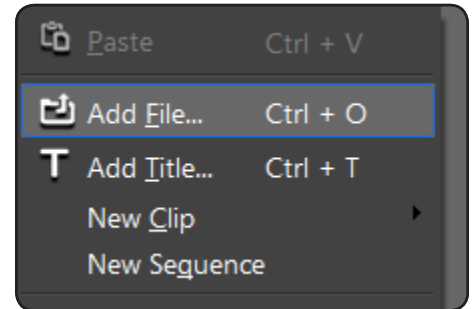 Paste Ctrl + V
Add File... Ctrl + O
Add Title... Ctrl + T
New Clip
New Sequence